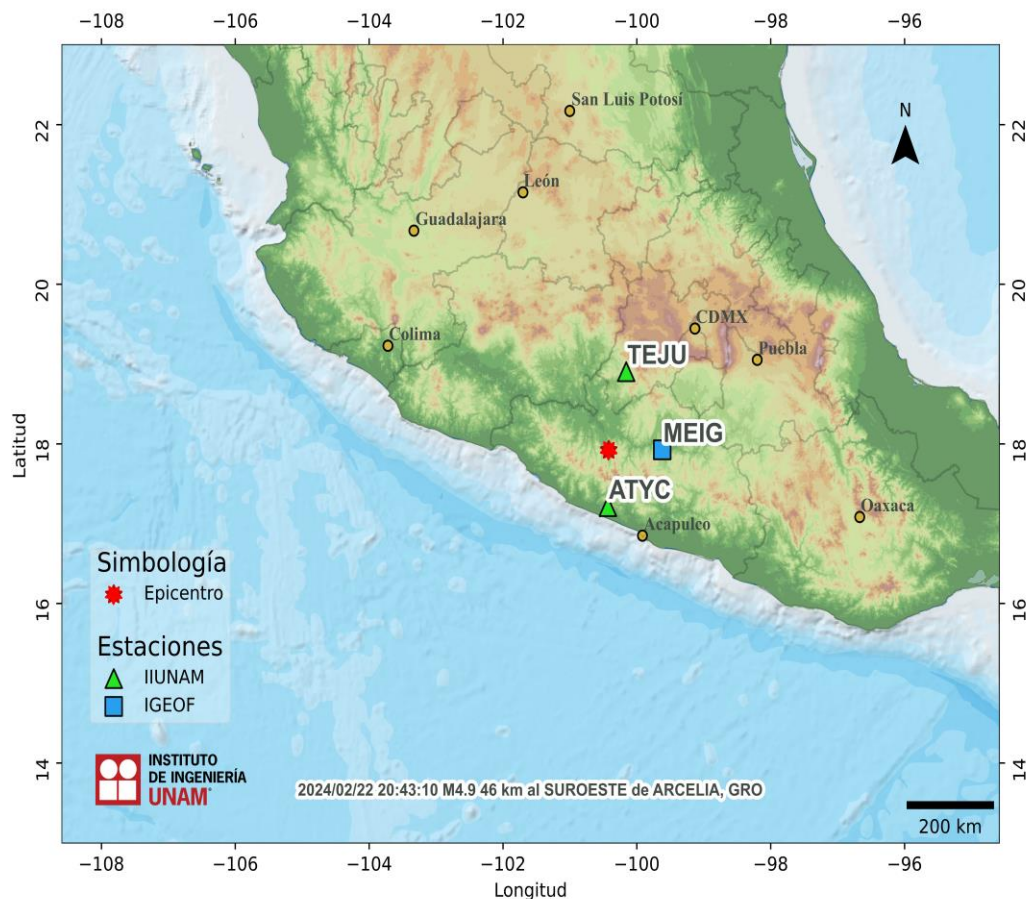 −108 −106 −104 −102 −100 −98 −96
San Luis Potosí
N
22 22
León
Guadalajara
20 20
CDMX
Colima
Puebla
TEJU
MEIG
18 18
ATYC
Oaxaca
Acapulco
Latitud
Simbología
Epicentro
16 16
Estaciones
IIUNAM
IGEOF
14 14
INSTITUTO
DE INGENIERÍA
UNAM
2024/02/22 20:43:10 M4.9 46 km al SUROESTE de ARCELIA, GRO
200 km
−108 −106 −104 −102 −100 −98 −96
Longitud